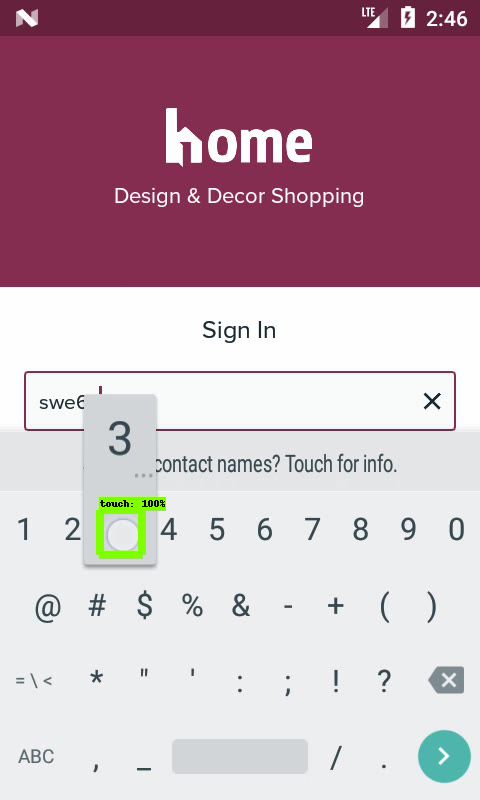 LTE 2:46
home
Design & Decor Shopping
Sign In
swe6
3
...
contact names? Touch for info.
touch: 100%
1 2 4 5 6 7 8 9 0
@ # $ % & - + ( )
= \ < * " ' : ; ! ?
ABC , _ / .